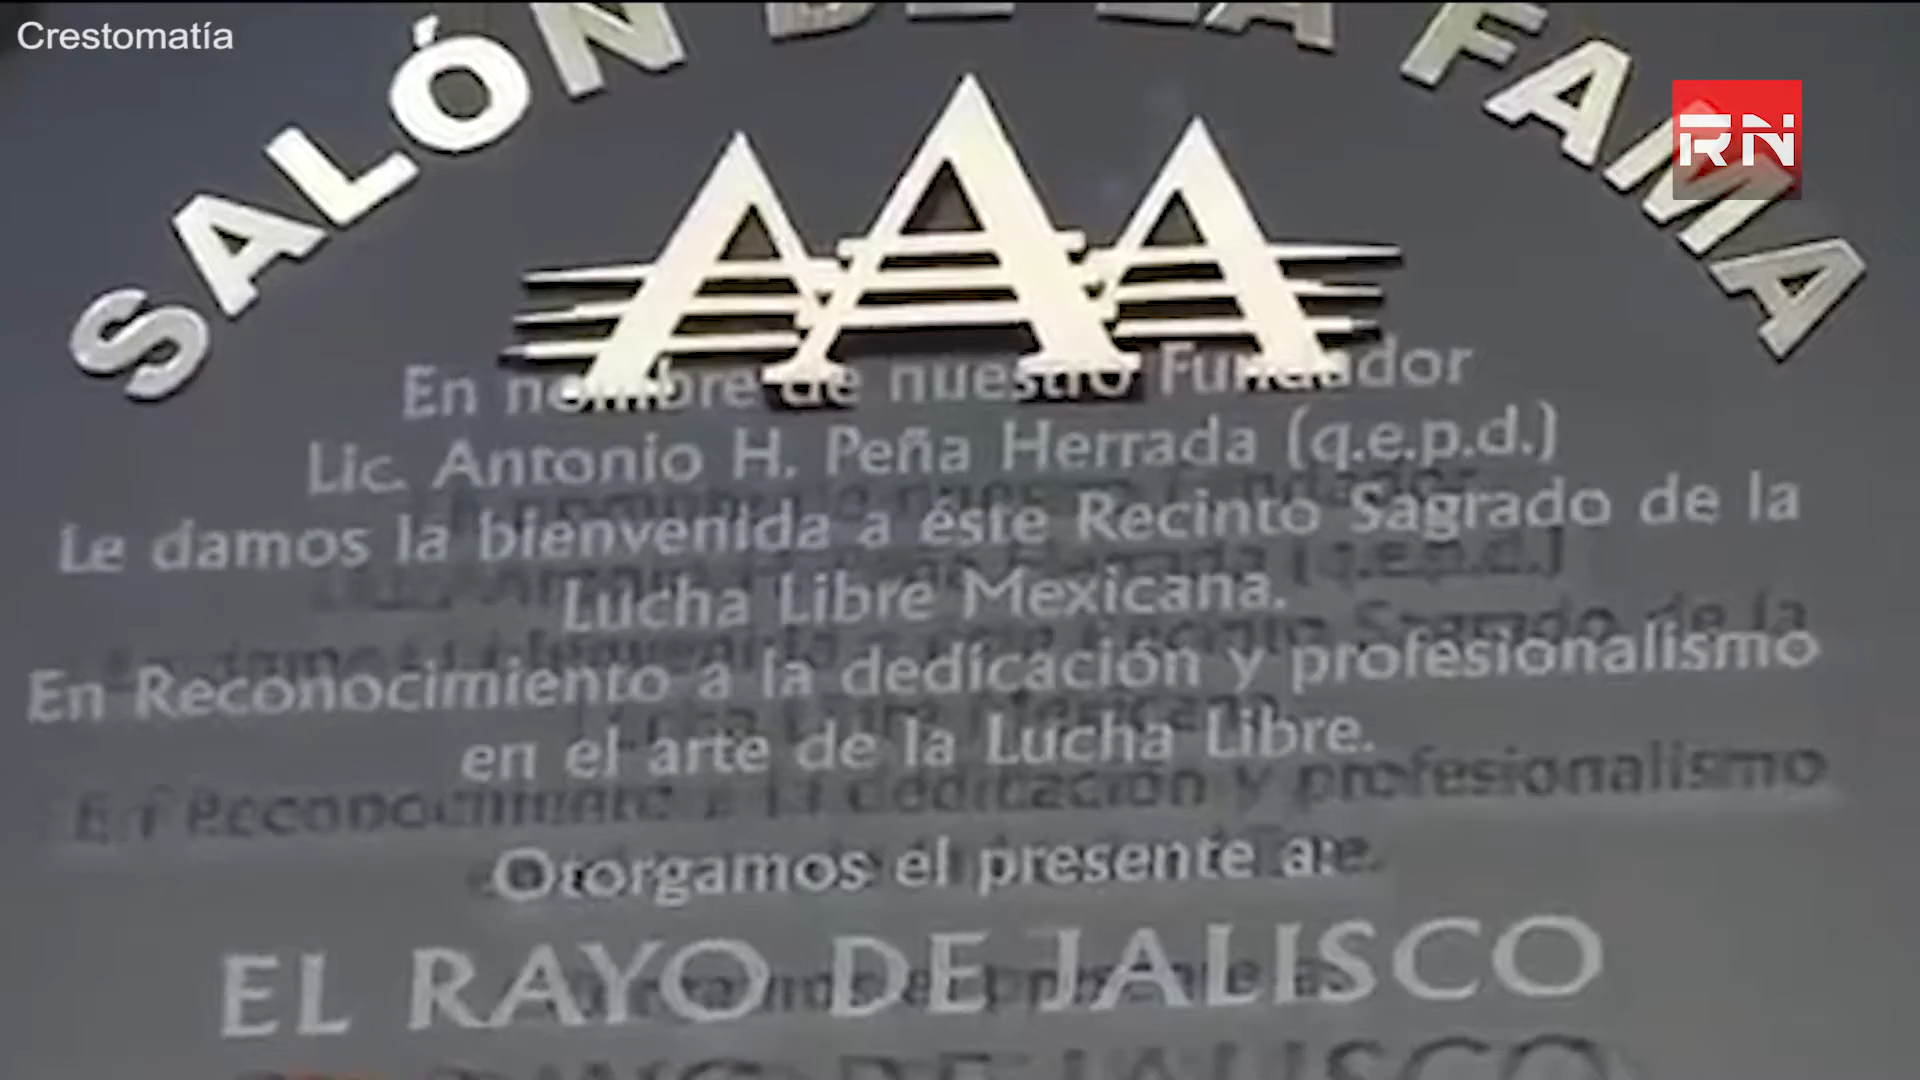 Crestomatía
SALÓN DE LA FAMA
RN
AAA
En nombre de nuestro Fundador
Lic. Antonio H. Peña Herrada (q.e.p.d.)
Le damos la bienvenida a éste Recinto Sagrado de la
Lucha Libre Mexicana.
En Reconocimiento a la dedicación y profesionalismo
en el arte de la Lucha Libre.
Otorgamos el presente a:
EL RAYO DE JALISCO